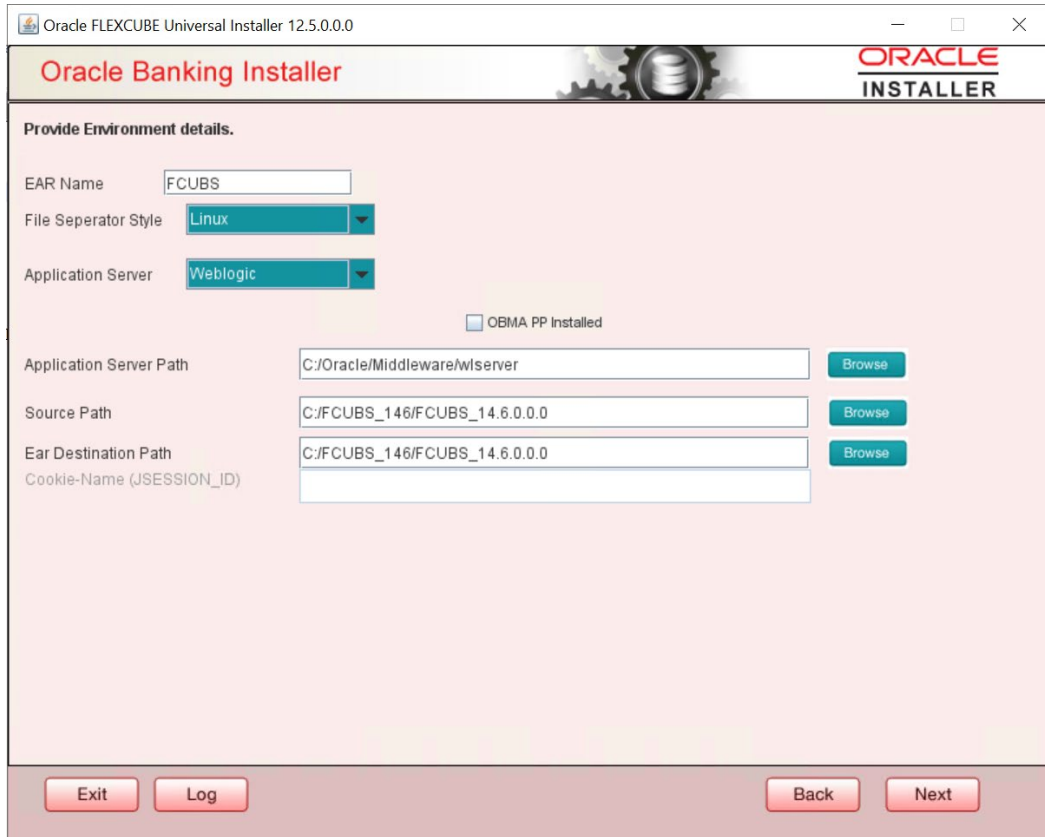 Oracle FLEXCUBE Universal Installer 12.5.0.0.0
Oracle Banking Installer
ORACLE
INSTALLER
Provide Environment details.
EAR Name FCUBS
File Seperator Style Linux
Application Server Weblogic
OBMA PP Installed
Application Server Path C:/Oracle/Middleware/wlserver Browse
Source Path C:/FCUBS_146/FCUBS_14.6.0.0.0 Browse
Ear Destination Path C:/FCUBS_146/FCUBS_14.6.0.0.0 Browse
Cookie-Name (JSESSION_ID)
Exit Log Back Next